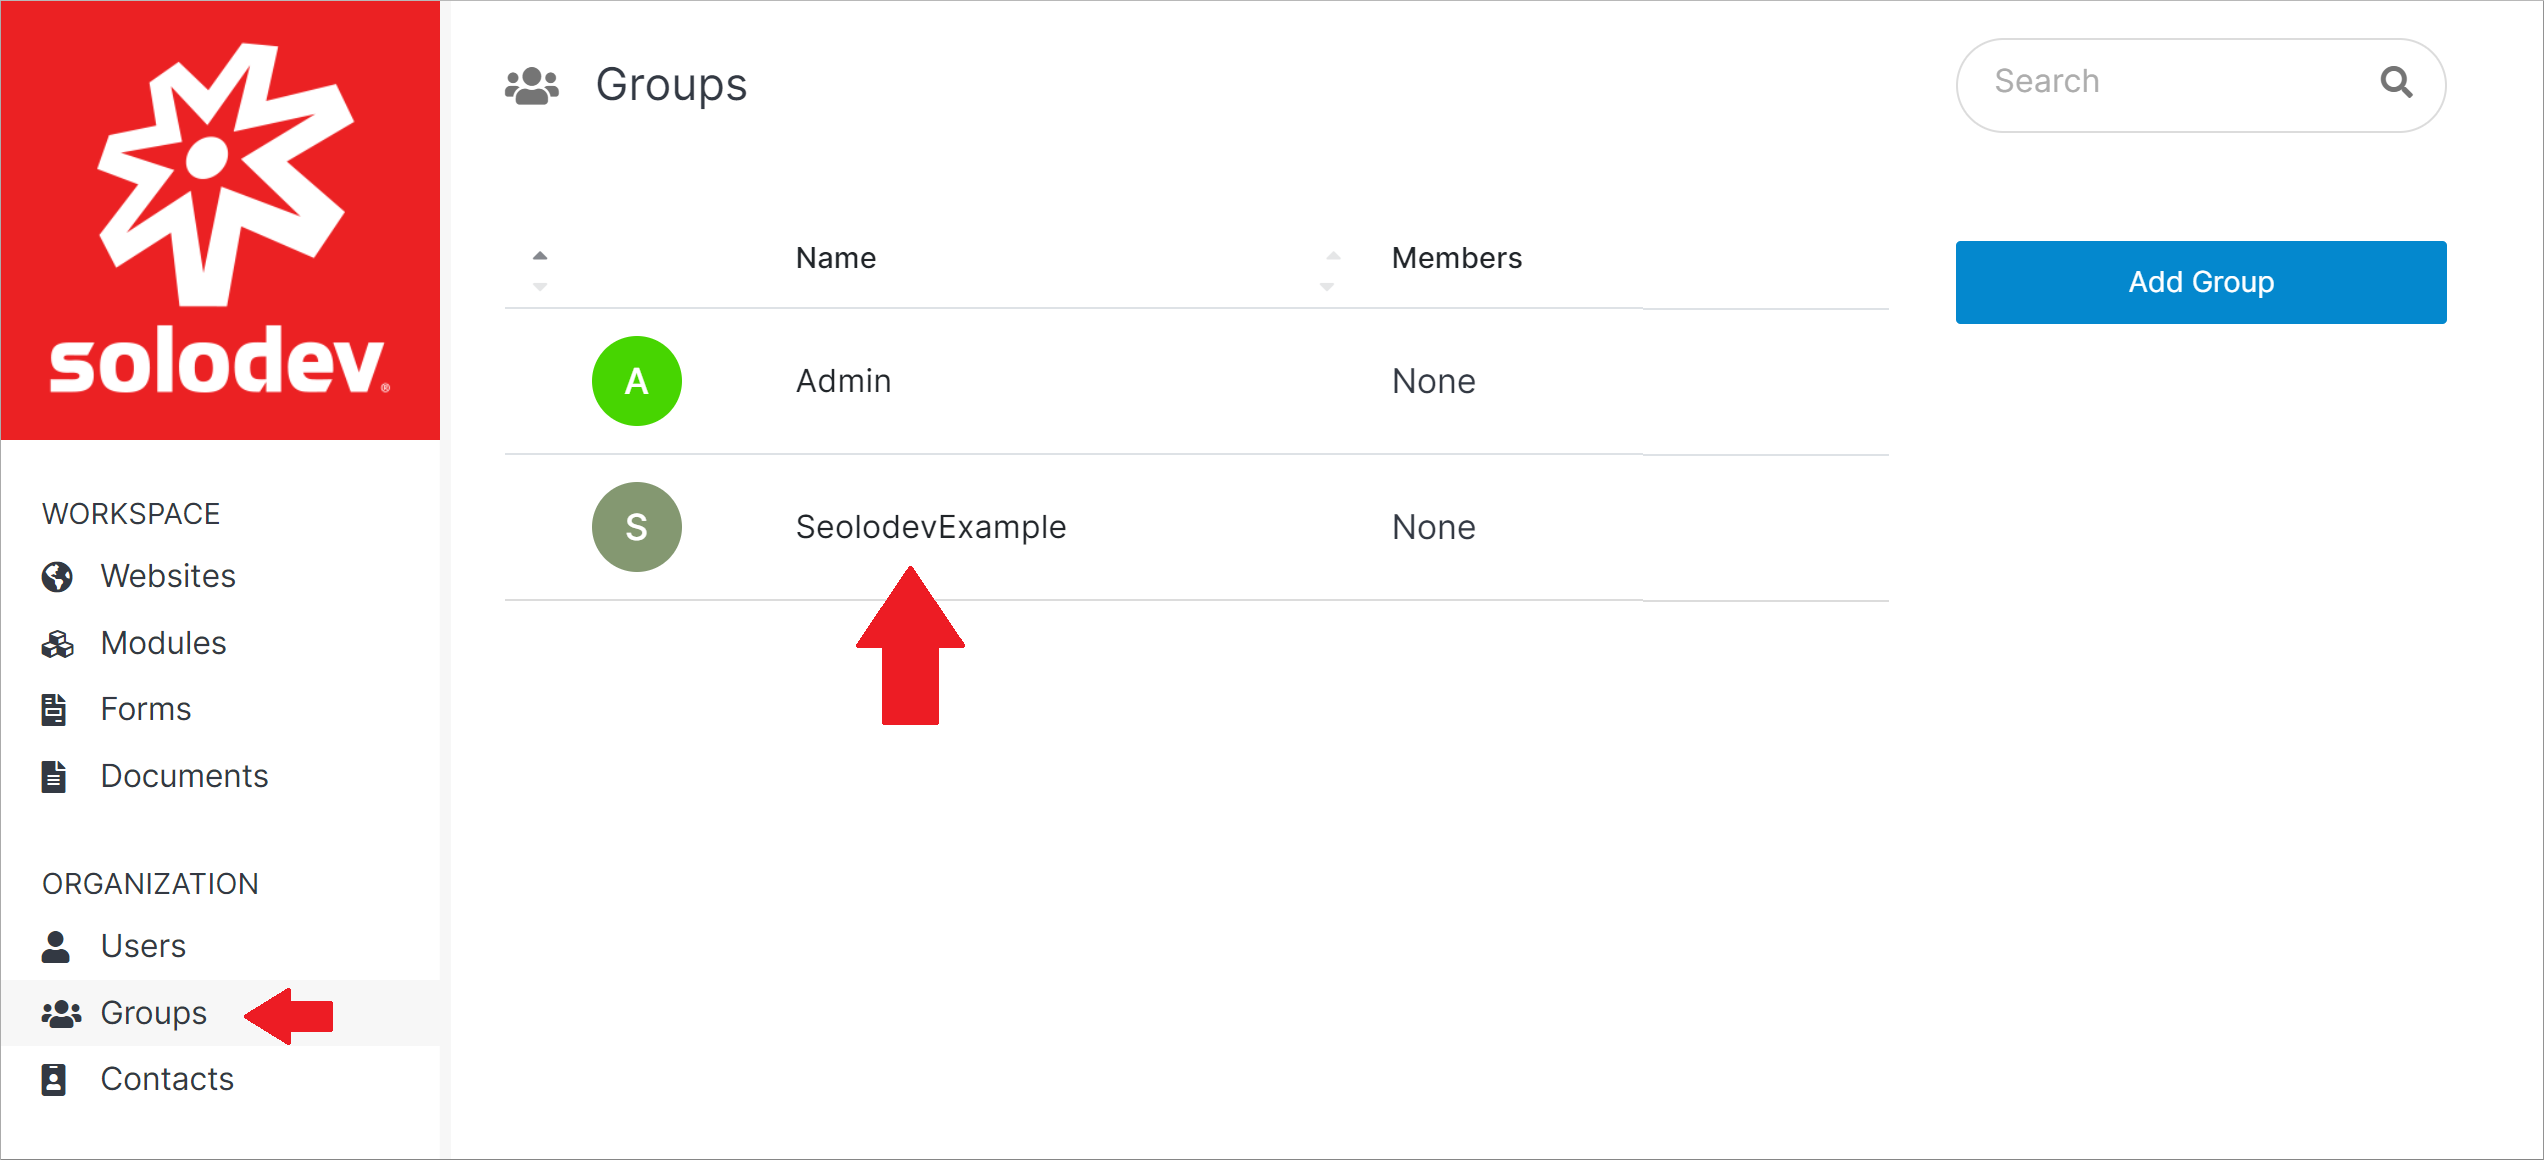 solodev®
WORKSPACE
Websites
Modules
Forms
Documents
ORGANIZATION
Users
Groups
Contacts
Groups
Search
Name Members
Add Group
A Admin None
S SeolodevExample None